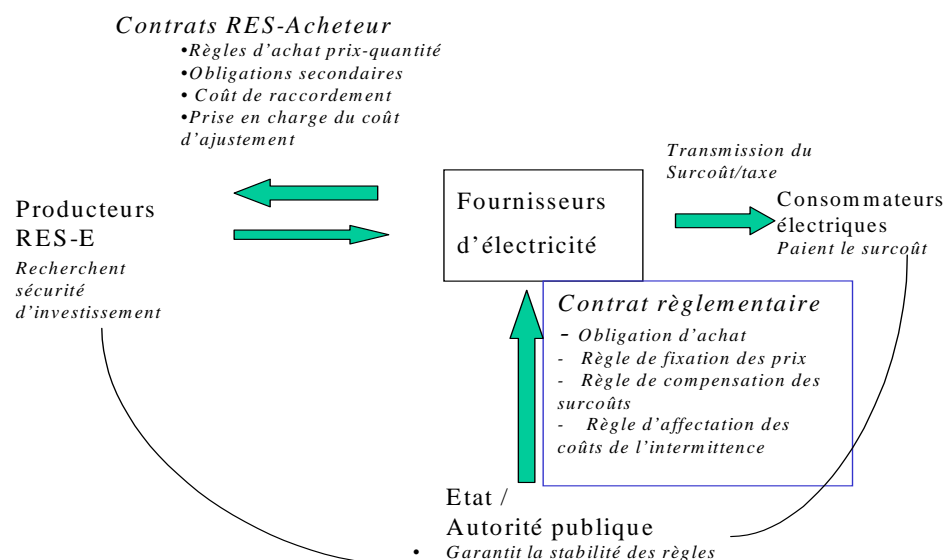 Contrats RES-Acheteur
•Règles d'achat prix-quantité
•Obligations secondaires
• Coût de raccordement
•Prise en charge du coût
d'ajustement
Transmission du
Surcoût/taxe
Producteurs
RES-E
Recherchent
sécurité
d'investissement
Fournisseurs
d'électricité
Consommateurs
électriques
Paient le surcoût
Contrat règlementaire
- Obligation d'achat
- Règle de fixation des prix
- Règle de compensation des
surcoûts
- Règle d'affectation des
coûts de l'intermittence
Etat /
Autorité publique
• Garantit la stabilité des règles